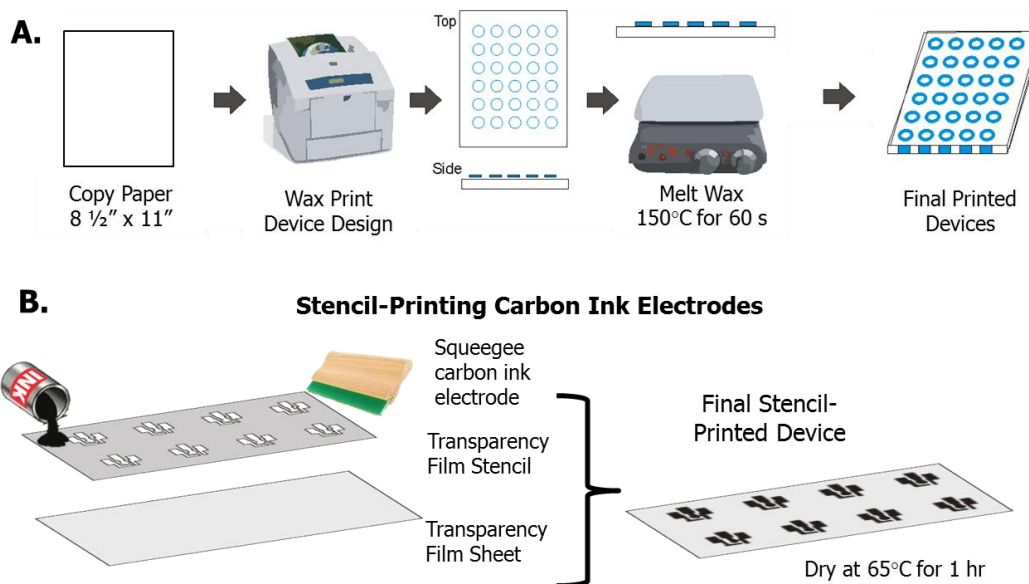 A.
Copy Paper
8 ½” x 11”
Wax Print
Device Design
Top
Side
Melt Wax
150°C for 60 s
Final Printed
Devices
B.
Stencil-Printing Carbon Ink Electrodes
INK
Squeegee
carbon ink
electrode
Transparency
Film Stencil
Transparency
Film Sheet
Final Stencil-
Printed Device
Dry at 65°C for 1 hr